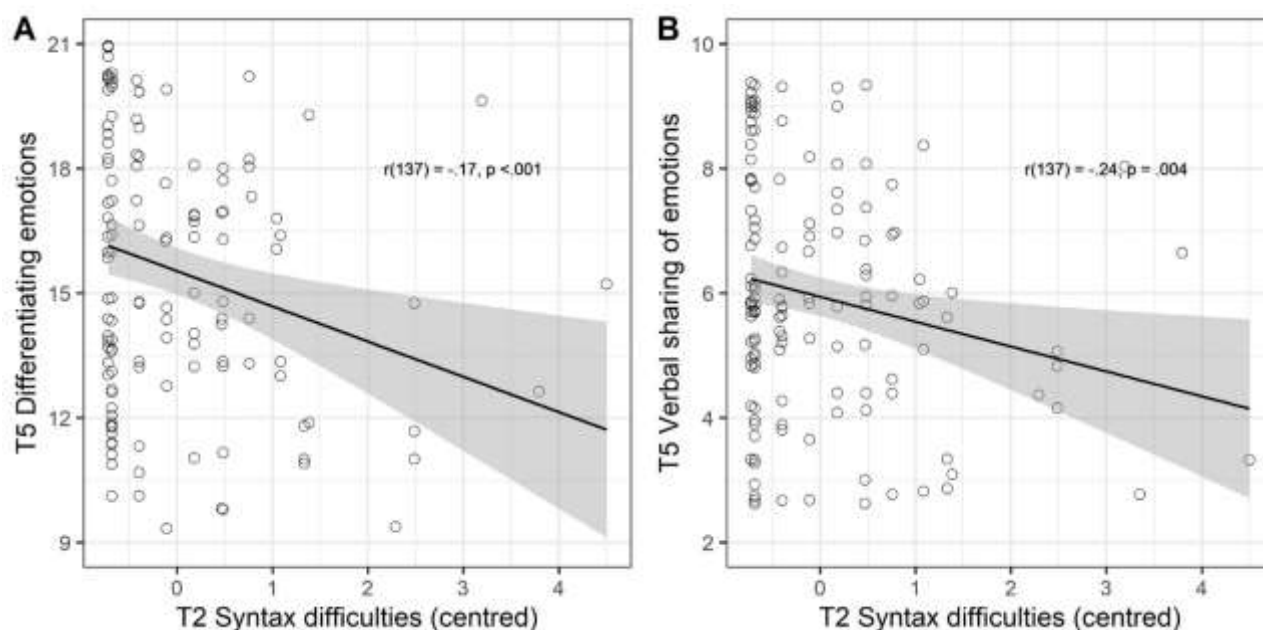 A
21
18
15
12
9
T5 Differentiating emotions
r(137) = -.17, p <.001
0 1 2 3 4
T2 Syntax difficulties (centred)
B
10
8
6
4
2
T5 Verbal sharing of emotions
r(137) = -.24, p = .004
0 1 2 3 4
T2 Syntax difficulties (centred)